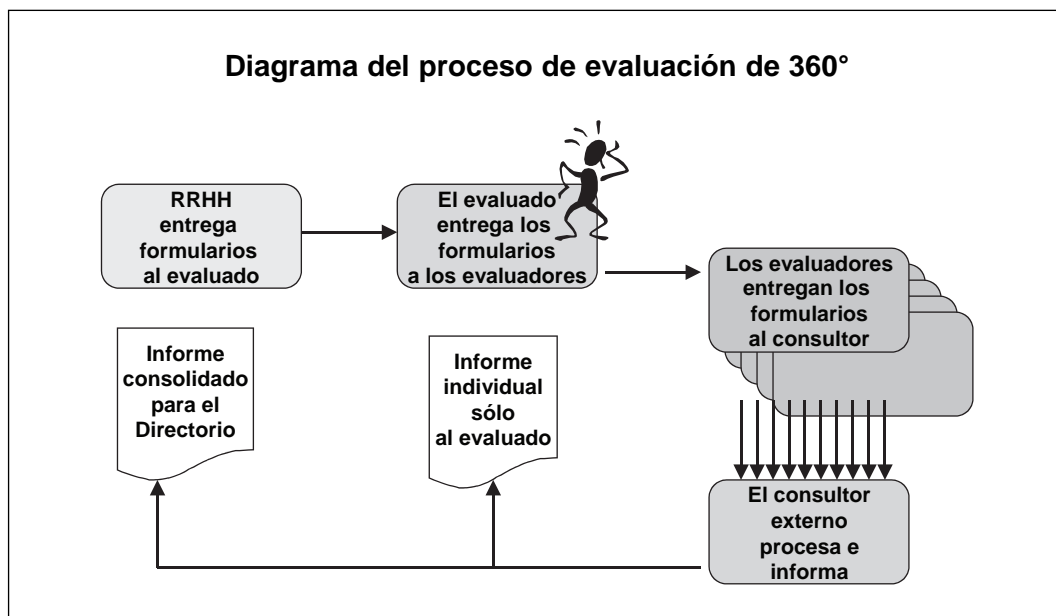 Diagrama del proceso de evaluación de 360°
RRHH
entrega
formularios
al evaluado
El evaluado
entrega los
formularios
a los evaluadores
Los evaluadores
entregan los
formularios
al consultor
Informe
consolidado
para el
Directorio
Informe
individual
sólo
al evaluado
El consultor
externo
procesa e
informa